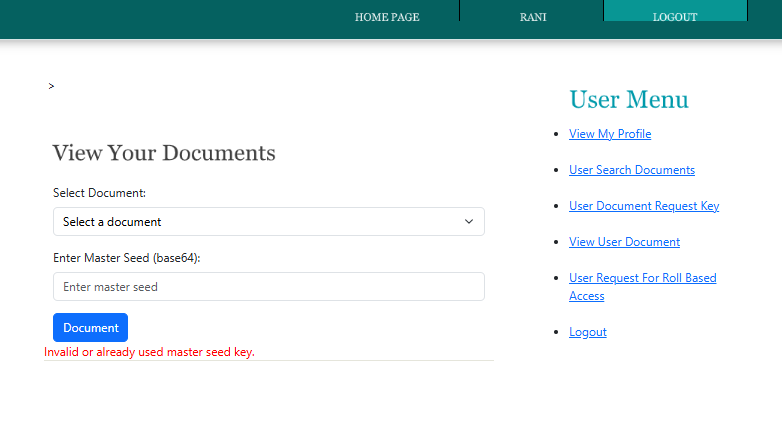 HOME PAGE
RANI
LOGOUT
>
View Your Documents
Select Document:
Select a document
Enter Master Seed (base64):
Enter master seed
Document
Invalid or already used master seed key.
User Menu
View My Profile
User Search Documents
User Document Request Key
View User Document
User Request For Roll Based
Access
Logout